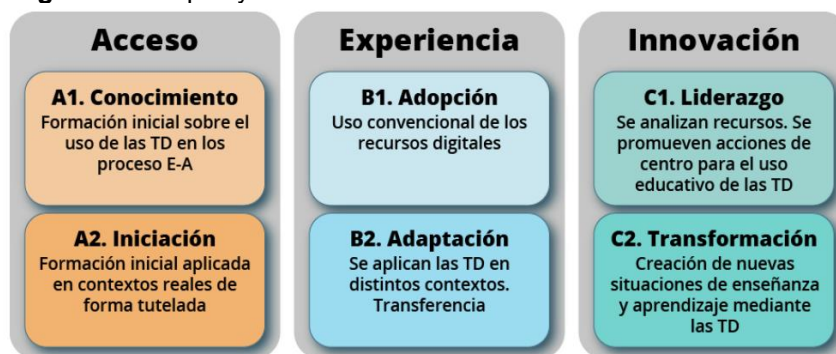 Acceso
A1. Conocimiento
Formación inicial sobre el
uso de las TD en los
proceso E-A
A2. Iniciación
Formación inicial aplicada
en contextos reales de
forma tutelada
Experiencia
B1. Adopción
Uso convencional de los
recursos digitales
B2. Adaptación
Se aplican las TD en
distintos contextos.
Transferencia
Innovación
C1. Liderazgo
Se analizan recursos. Se
promueven acciones de
centro para el uso
educativo de las TD
C2. Transformación
Creación de nuevas
situaciones de enseñanza
y aprendizaje mediante
las TD